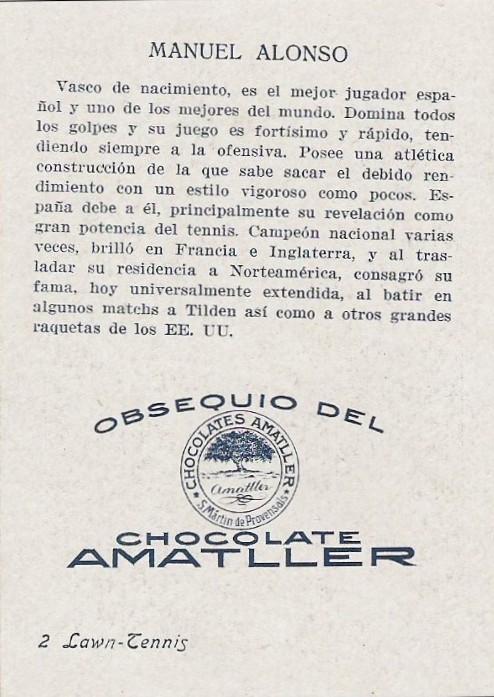 MANUEL ALONSO
Vasco de nacimiento, es el mejor jugador espa-
ñol y uno de los mejores del mundo. Domina todos
los golpes y su juego es fortísimo y rápido, ten-
diendo siempre a la ofensiva. Posee una atlética
construcción de la que sabe sacar el debido ren-
dimiento con un estilo vigoroso como pocos. Es-
paña debe a él, principalmente su revelación como
gran potencia del tennis. Campeón nacional varias
veces, brilló en Francia e Inglaterra, y al tras-
ladar su residencia a Norteamérica, consagró su
fama, hoy universalmente extendida, al batir en
algunos matchs a Tilden así como a otros grandes
raquetas de los EE. UU.
OBSEQUIO DEL
CHOCOLATES AMATLLER
Amatller
* S. Mártin de Provensals *
CHOCOLATE
AMATLLER
2 Lawn-Tennis